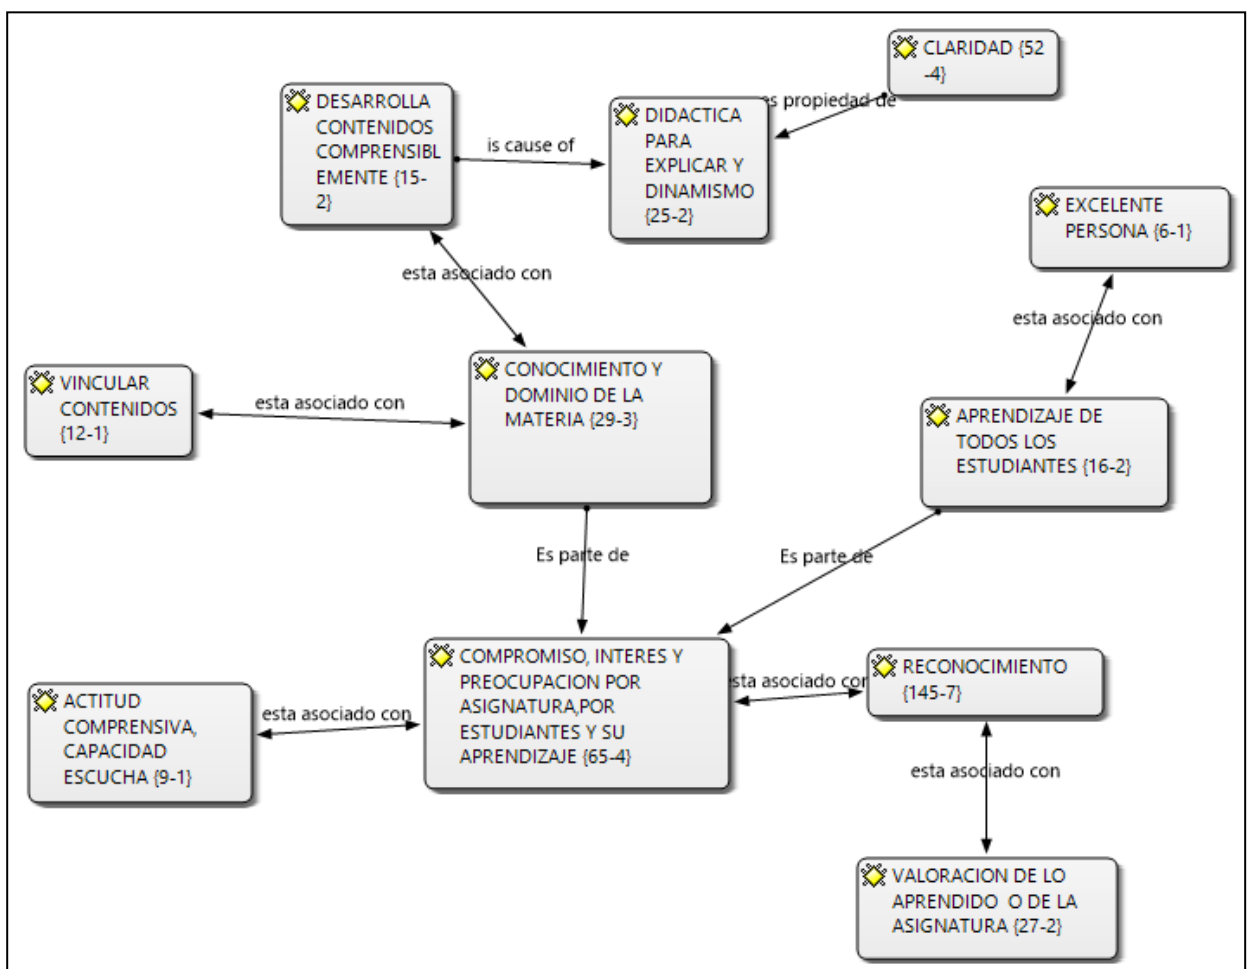 CLARIDAD {52
-4}
es propiedad de
DESARROLLA
CONTENIDOS
COMPRENSIBL
EMENTE {15-
2}
is cause of
DIDACTICA
PARA
EXPLICAR Y
DINAMISMO
{25-2}
EXCELENTE
PERSONA {6-1}
esta asociado con
esta asociado con
VINCULAR
CONTENIDOS
{12-1}
esta asociado con
CONOCIMIENTO Y
DOMINIO DE LA
MATERIA {29-3}
APRENDIZAJE DE
TODOS LOS
ESTUDIANTES {16-2}
Es parte de
Es parte de
ACTITUD
COMPRENSIVA,
CAPACIDAD
ESCUCHA {9-1}
esta asociado con
COMPROMISO, INTERES Y
PREOCUPACION POR
ASIGNATURA,POR
ESTUDIANTES Y SU
APRENDIZAJE {65-4}
esta asociado con
RECONOCIMIENTO
{145-7}
esta asociado con
VALORACION DE LO
APRENDIDO  O DE LA
ASIGNATURA {27-2}